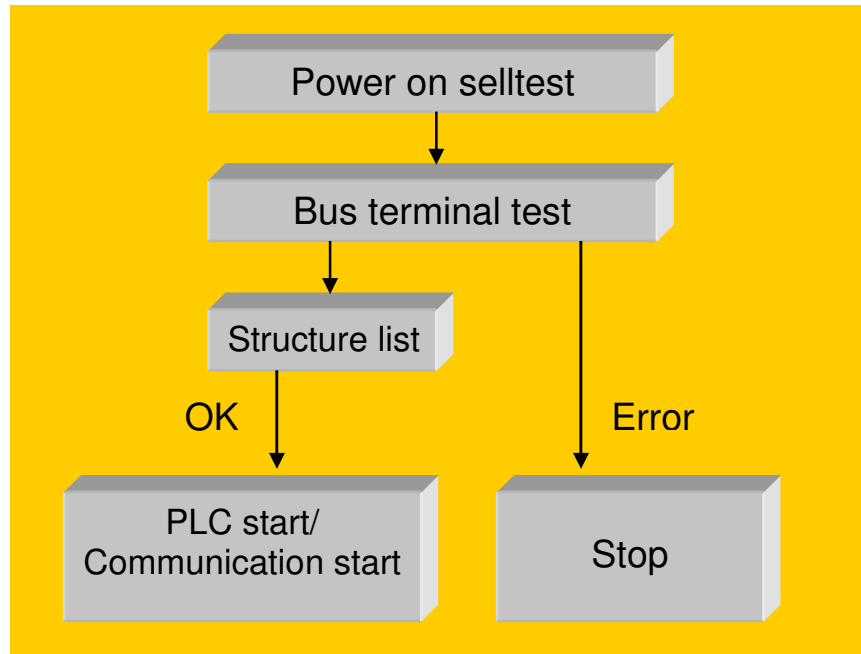 Power on selltest
Bus terminal test
Structure list
OK
Error
PLC start/
Communication start
Stop